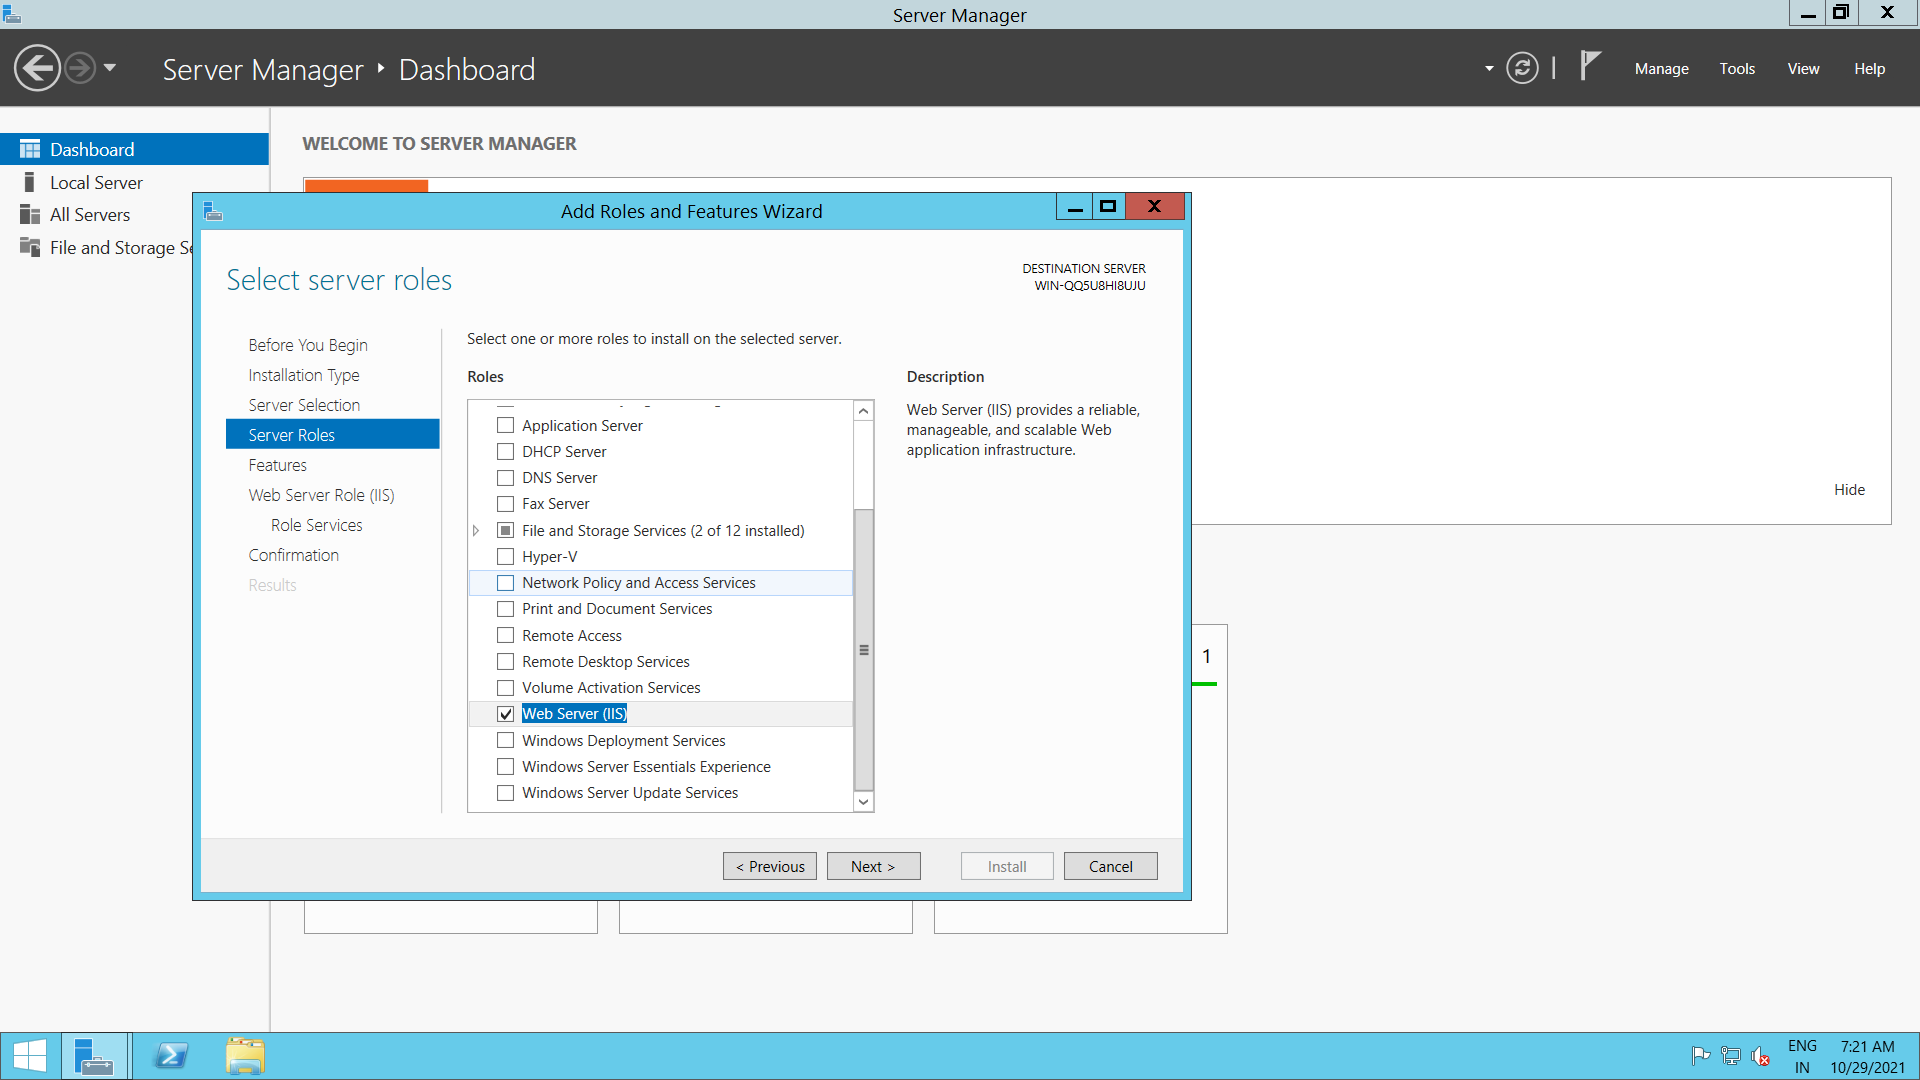 Server Manager
Server Manager
Dashboard
Manage
Tools
View
Help
Dashboard
Local Server
All Servers
File and Storage Se
WELCOME TO SERVER MANAGER
Hide
1
Add Roles and Features Wizard
Select server roles
DESTINATION SERVER
WIN-QQ5U8HI8UJU
Before You Begin
Installation Type
Server Selection
Server Roles
Features
Web Server Role (IIS)
Role Services
Confirmation
Results
Select one or more roles to install on the selected server.
Roles
Application Server
DHCP Server
DNS Server
Fax Server
File and Storage Services (2 of 12 installed)
Hyper-V
Network Policy and Access Services
Print and Document Services
Remote Access
Remote Desktop Services
Volume Activation Services
Web Server (IIS)
Windows Deployment Services
Windows Server Essentials Experience
Windows Server Update Services
Description
Web Server (IIS) provides a reliable,
manageable, and scalable Web
application infrastructure.
< Previous
Next >
Install
Cancel
ENG
IN
7:21 AM
10/29/2021